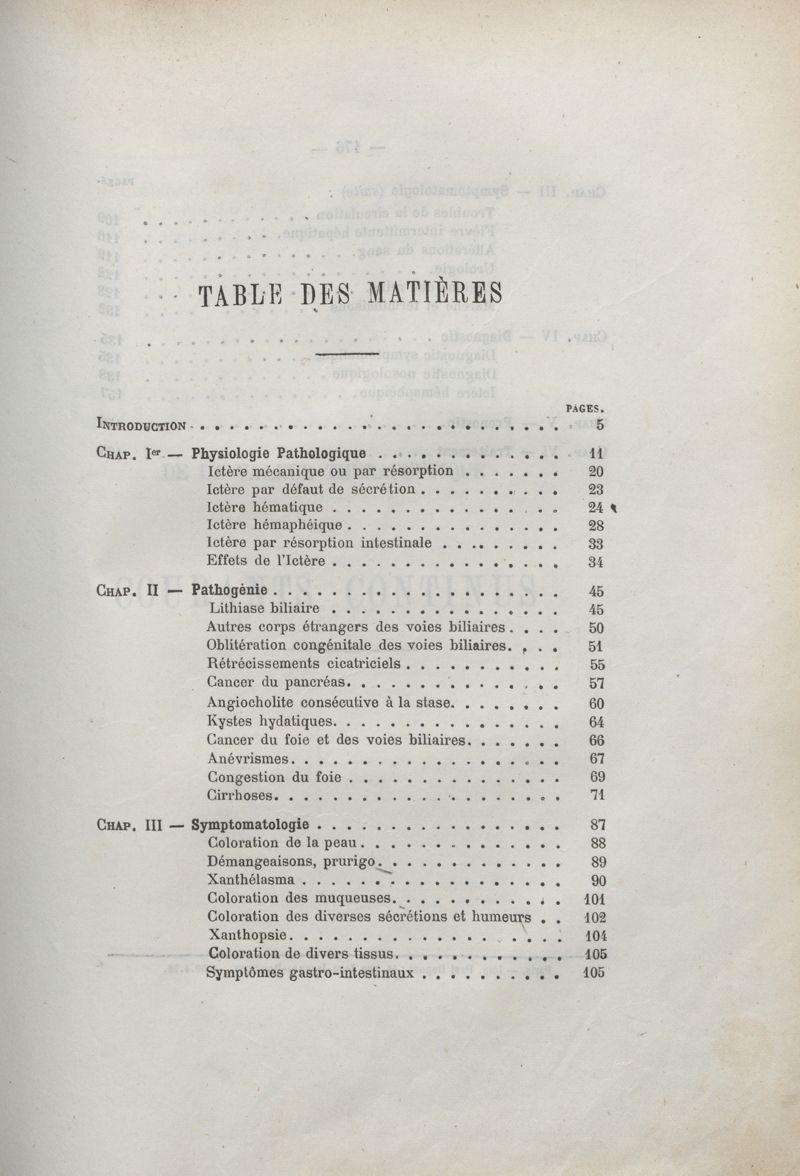 TABLE DES MATIÈRES
PAGES.
INTRODUCTION . . . . . . . . . . . . . . . . . . . . . . . . . 5
CHAP. Ier — Physiologie Pathologique . . . . . . . . . . . . . 11
Ictère mécanique ou par résorption . . . . . . . 20
Ictère par défaut de sécrétion . . . . . . . . . . 23
Ictère hématique . . . . . . . . . . . . . . . . 24
Ictère hémaphéique . . . . . . . . . . . . . . . 28
Ictère par résorption intestinale . . . . . . . . . 33
Effets de l'Ictère . . . . . . . . . . . . . . . . 34
CHAP. II — Pathogénie . . . . . . . . . . . . . . . . . . . . 45
Lithiase biliaire . . . . . . . . . . . . . . . . 45
Autres corps étrangers des voies biliaires . . . . 50
Oblitération congénitale des voies biliaires. . . . 51
Rétrécissements cicatriciels . . . . . . . . . . . 55
Cancer du pancréas. . . . . . . . . . . . . . . 57
Angiocholite consécutive à la stase. . . . . . . . 60
Kystes hydatiques. . . . . . . . . . . . . . . . 64
Cancer du foie et des voies biliaires. . . . . . . 66
Anévrismes. . . . . . . . . . . . . . . . . . . 67
Congestion du foie . . . . . . . . . . . . . . . 69
Cirrhoses. . . . . . . . . . . . . . . . . . . . 71
CHAP. III — Symptomatologie . . . . . . . . . . . . . . . . . 87
Coloration de la peau . . . . . . . . . . . . . . 88
Démangeaisons, prurigo. . . . . . . . . . . . . 89
Xanthélasma . . . . . . . . . . . . . . . . . . 90
Coloration des muqueuses. . . . . . . . . . . . 101
Coloration des diverses sécrétions et humeurs . . 102
Xanthopsie. . . . . . . . . . . . . . . . . . . 104
Coloration de divers tissus. . . . . . . . . . . . 105
Symptômes gastro-intestinaux . . . . . . . . . . 105